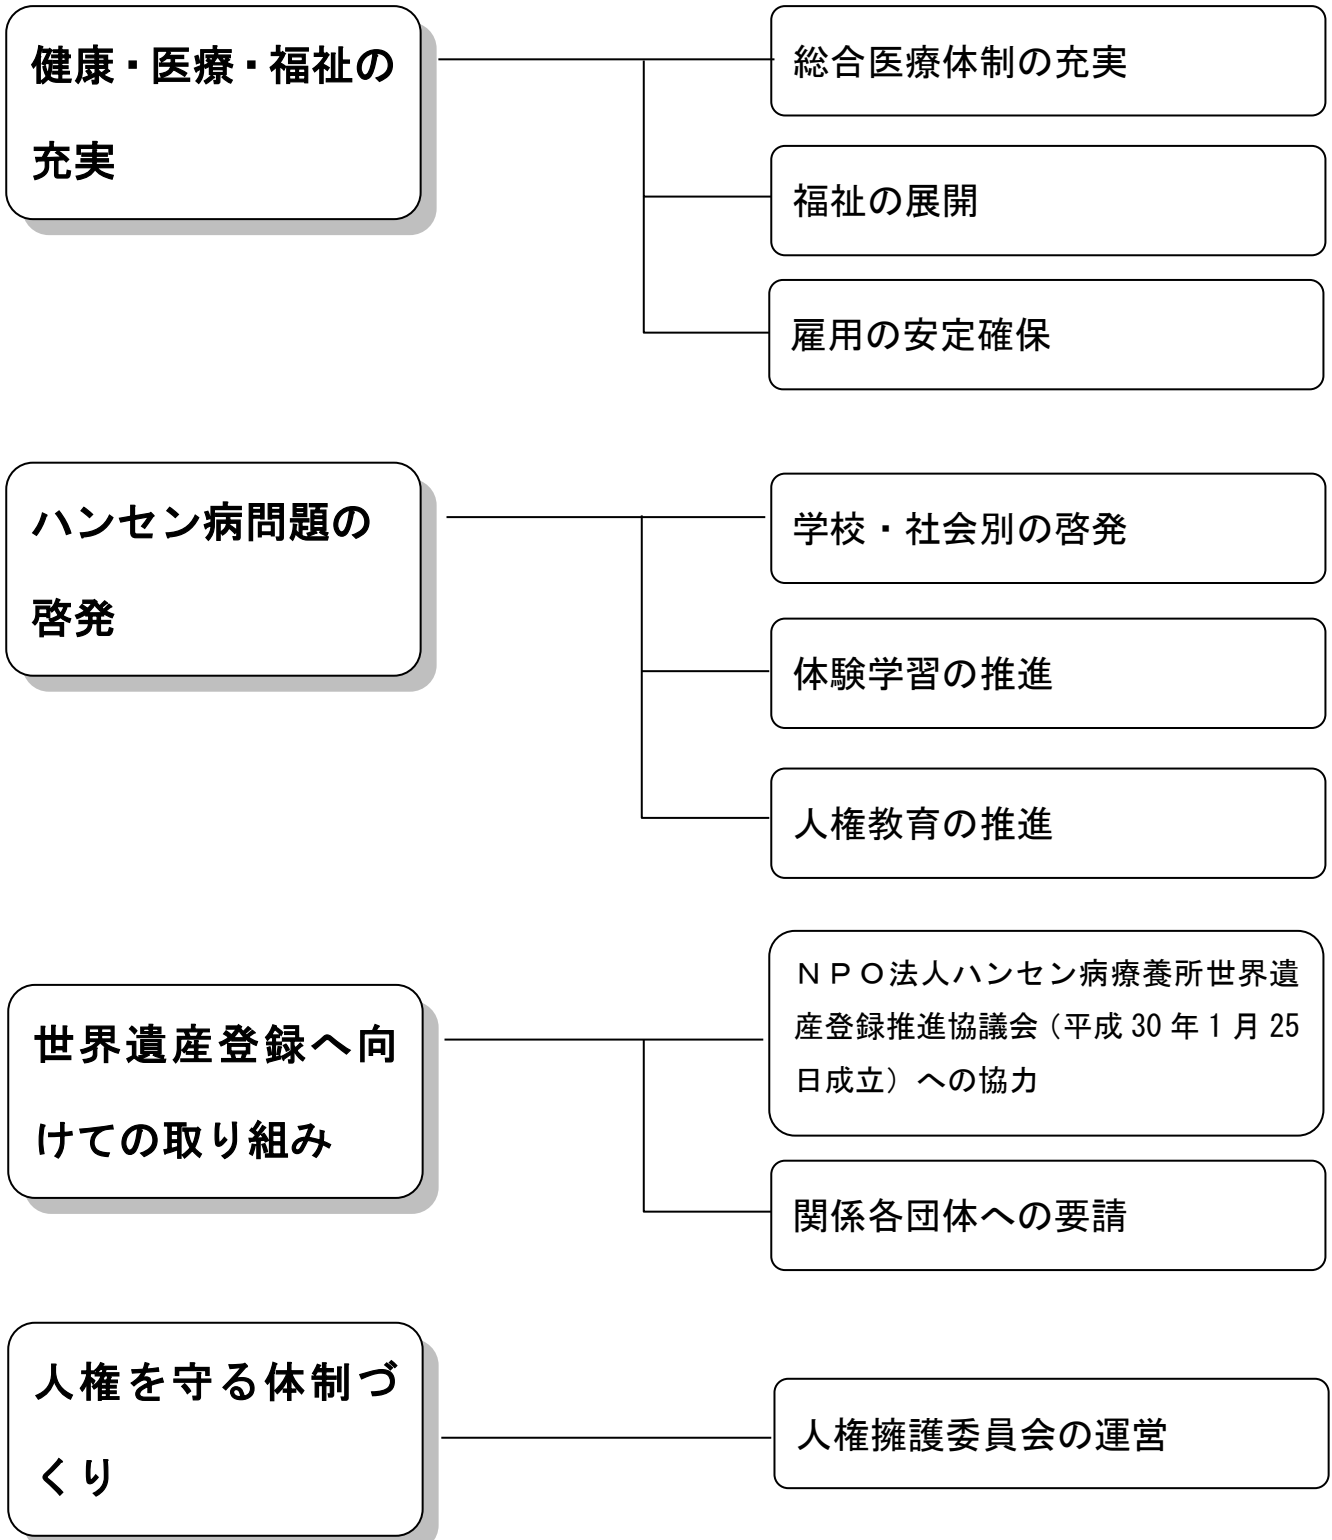 健康・医療・福祉の
充実
総合医療体制の充実
福祉の展開
雇用の安定確保
ハンセン病問題の
啓発
学校・社会別の啓発
体験学習の推進
人権教育の推進
世界遺産登録へ向
けての取り組み
ＮＰＯ法人ハンセン病療養所世界遺
産登録推進協議会（平成 30 年 1 月 25
日成立）への協力
関係各団体への要請
人権を守る体制づ
くり
人権擁護委員会の運営